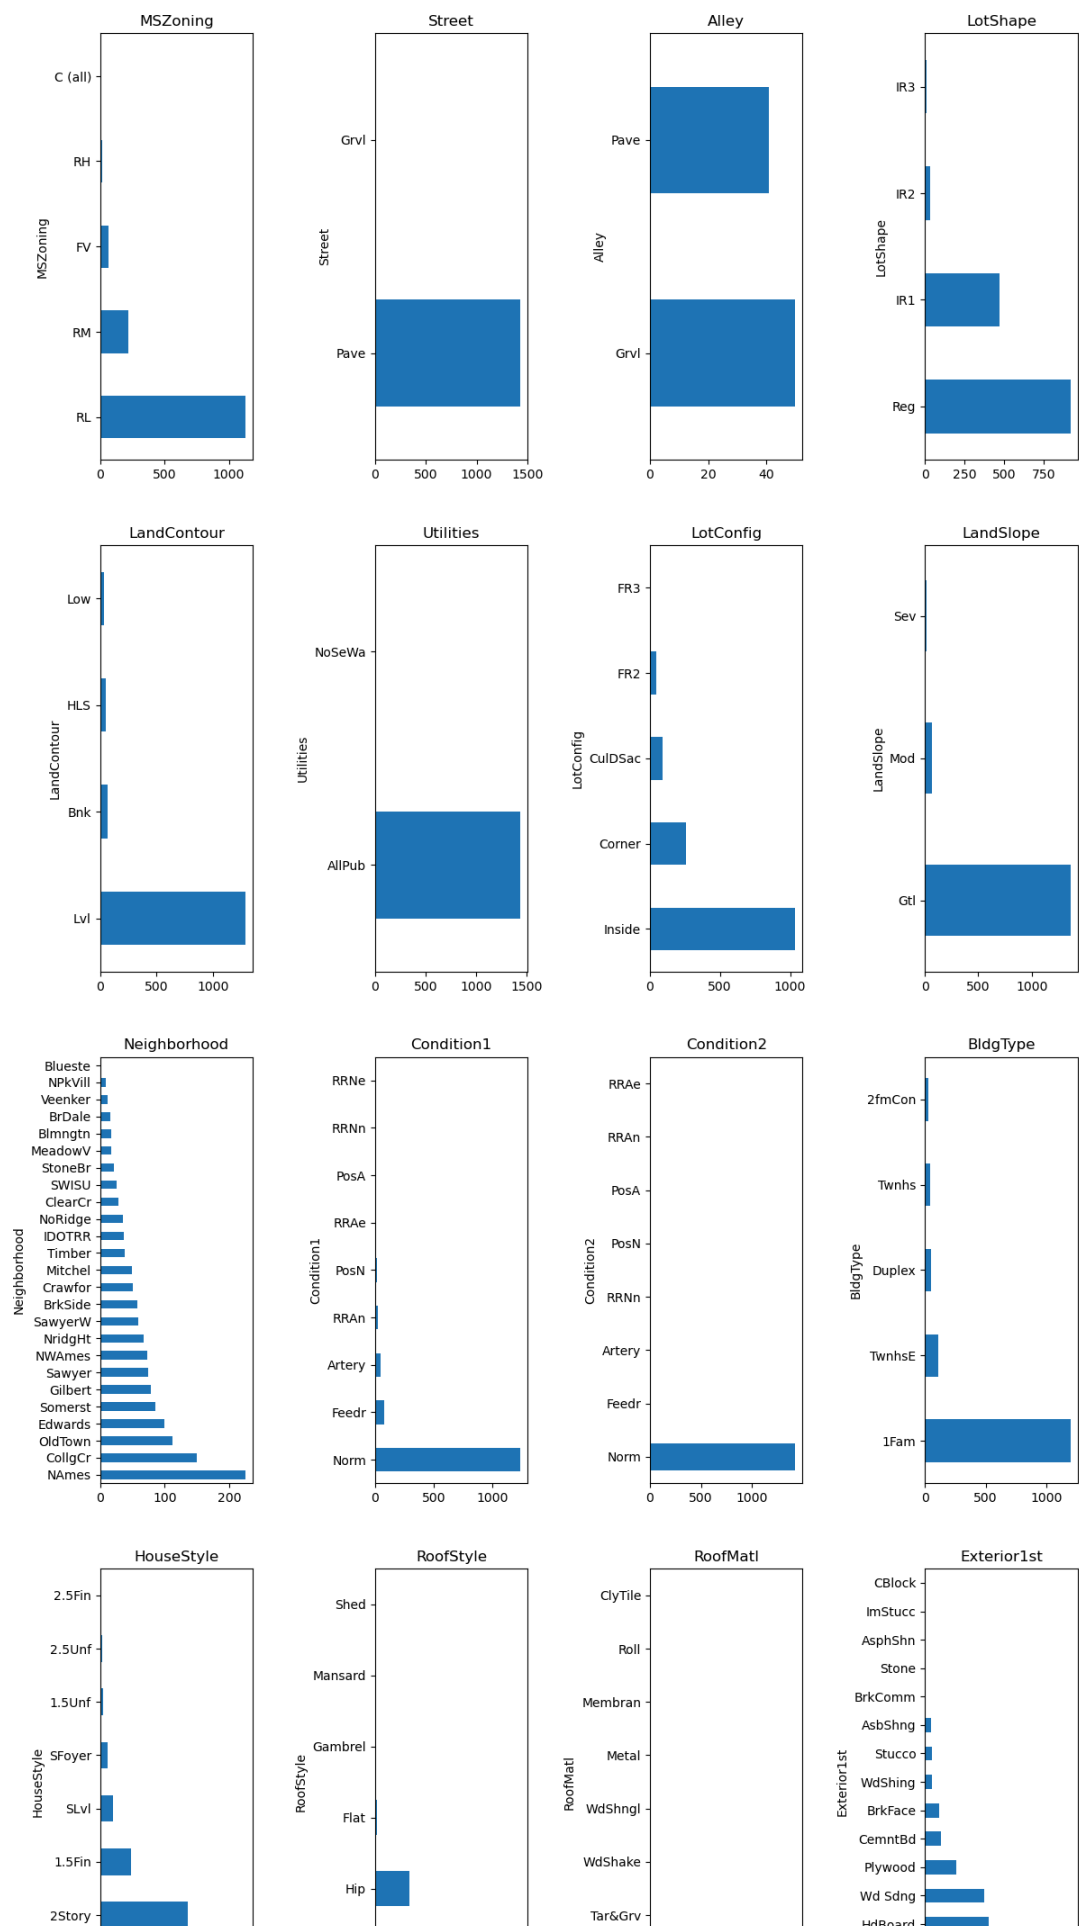 MSZoning
Street
Alley
LotShape
C (all)
RH
FV
RM
RL
MSZoning
0 500 1000
Grvl
Pave
Street
0 500 1000 1500
Pave
Grvl
Alley
0 20 40
IR3
IR2
IR1
Reg
LotShape
0 250 500 750
LandContour
Utilities
LotConfig
LandSlope
Low
HLS
Bnk
Lvl
LandContour
0 500 1000
NoSeWa
AllPub
Utilities
0 500 1000 1500
FR3
FR2
CulDSac
Corner
Inside
LotConfig
0 500 1000
Sev
Mod
Gtl
LandSlope
0 500 1000
Neighborhood
Condition1
Condition2
BldgType
Blueste
NPkVill
Veenker
BrDale
Blmngtn
MeadowV
StoneBr
SWISU
ClearCr
NoRidge
IDOTRR
Timber
Mitchel
Crawfor
BrkSide
SawyerW
NridgHt
NWAmes
Sawyer
Gilbert
Somerst
Edwards
OldTown
CollgCr
NAmes
Neighborhood
0 100 200
RRNe
RRNn
PosA
RRAe
PosN
RRAn
Artery
Feedr
Norm
Condition1
0 500 1000
RRAe
RRAn
PosA
PosN
RRNn
Artery
Feedr
Norm
Condition2
0 500 1000
2fmCon
Twnhs
Duplex
TwnhsE
1Fam
BldgType
0 500 1000
HouseStyle
RoofStyle
RoofMatl
Exterior1st
2.5Fin
2.5Unf
1.5Unf
SFoyer
SLvl
1.5Fin
2Story
HouseStyle
Shed
Mansard
Gambrel
Flat
Hip
RoofStyle
ClyTile
Roll
Membran
Metal
WdShngl
WdShake
Tar&Grv
RoofMatl
CBlock
ImStucc
AsphShn
Stone
BrkComm
AsbShng
Stucco
WdShing
BrkFace
CemntBd
Plywood
Wd Sdng
HdBoard
Exterior1st